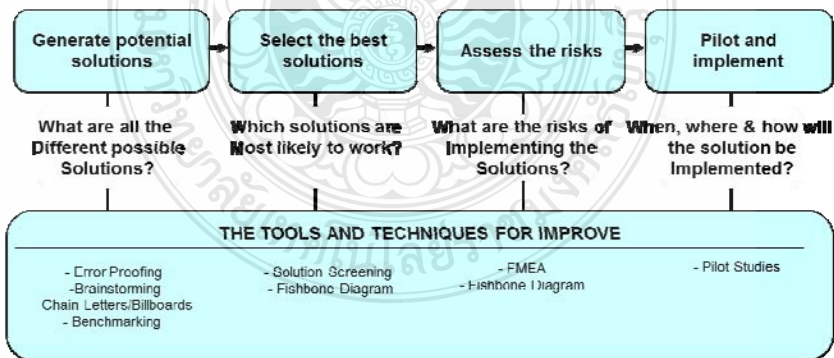 Generate potential
solutions
Select the best
solutions
Assess the risks
Pilot and
implement
What are all the
Different possible
Solutions?
Which solutions are
Most likely to work?
What are the risks of
Implementing the
Solutions?
When, where & how will
the solution be
Implemented?
THE TOOLS AND TECHNIQUES FOR IMPROVE
- Error Proofing
-Brainstorming
Chain Letters/Billboards
- Benchmarking
- Solution Screening
- Fishbone Diagram
- FMEA
- Fishbone Diagram
- Pilot Studies